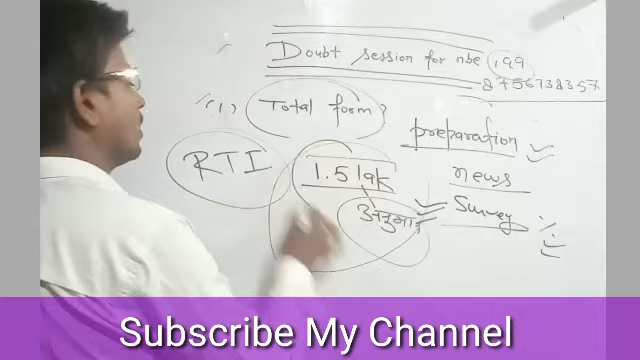 Doubt session for nbe 199
8756738357
(1) Total form ?
preparation
RTI
1.5 lak
news
अनुमान
Survey
Subscribe My Channel